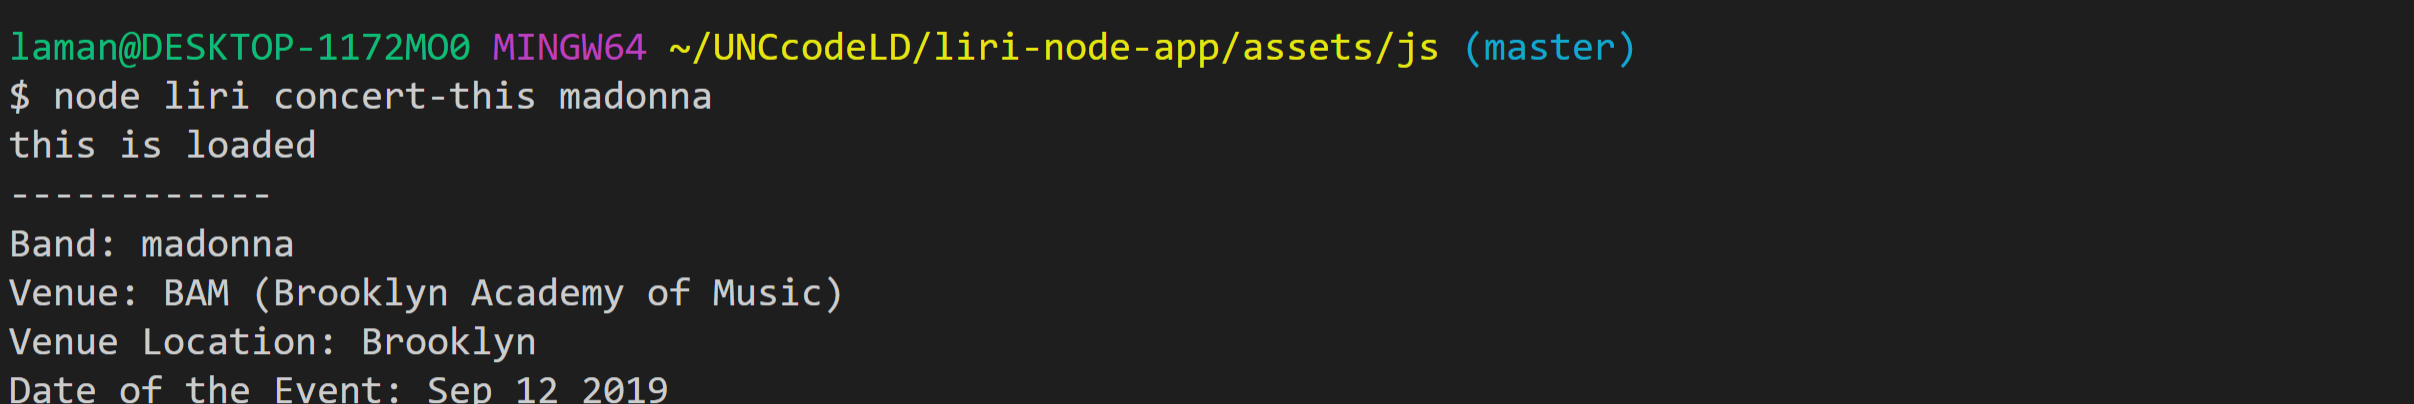 laman@DESKTOP-1172MO0 MINGW64 ~/UNCcodeLD/liri-node-app/assets/js (master)
$ node liri concert-this madonna
this is loaded
------------
Band: madonna
Venue: BAM (Brooklyn Academy of Music)
Venue Location: Brooklyn
Date of the Event: Sep 12 2019